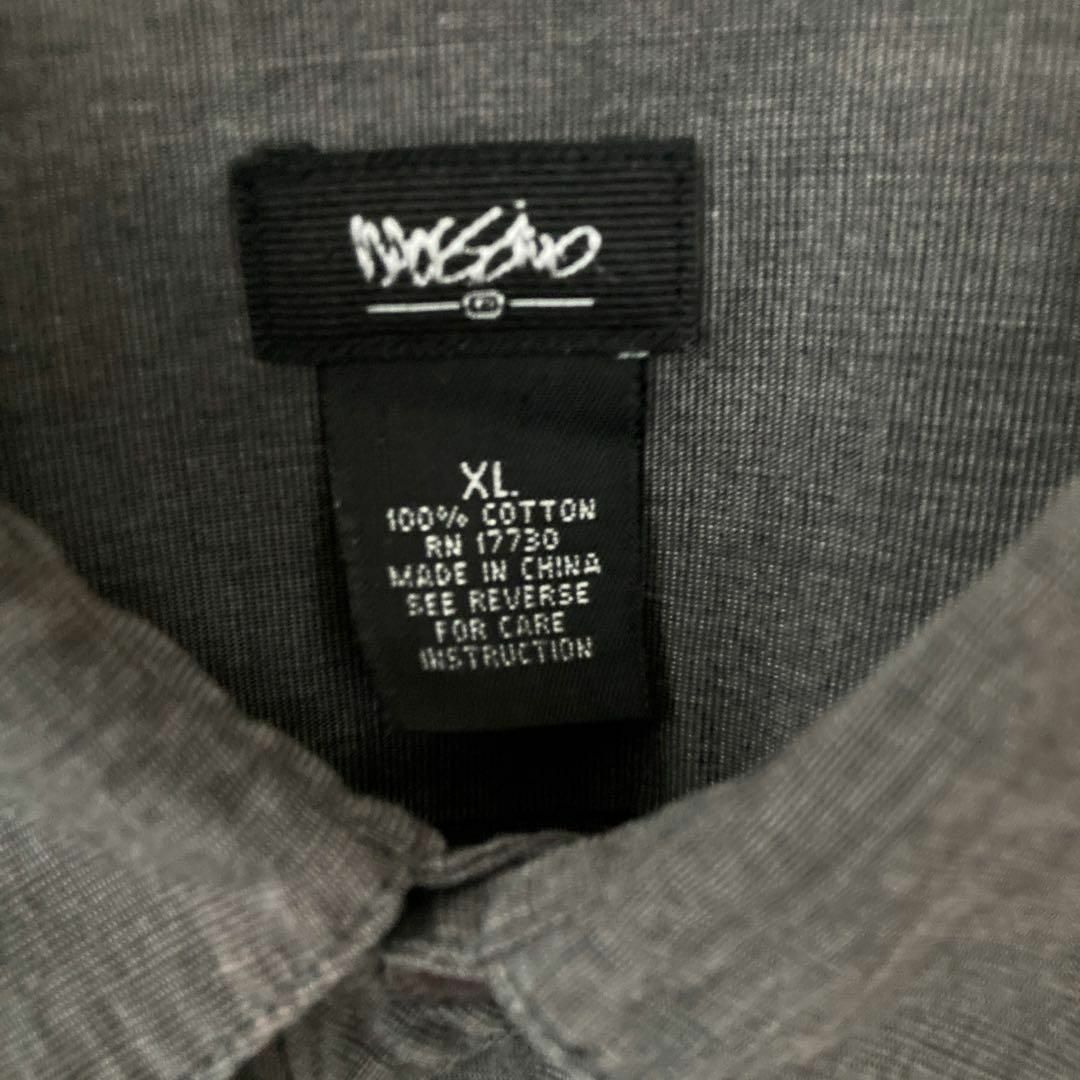 mossimo
XL
100% COTTON
RN 17730
MADE IN CHINA
SEE REVERSE
FOR CARE
INSTRUCTION